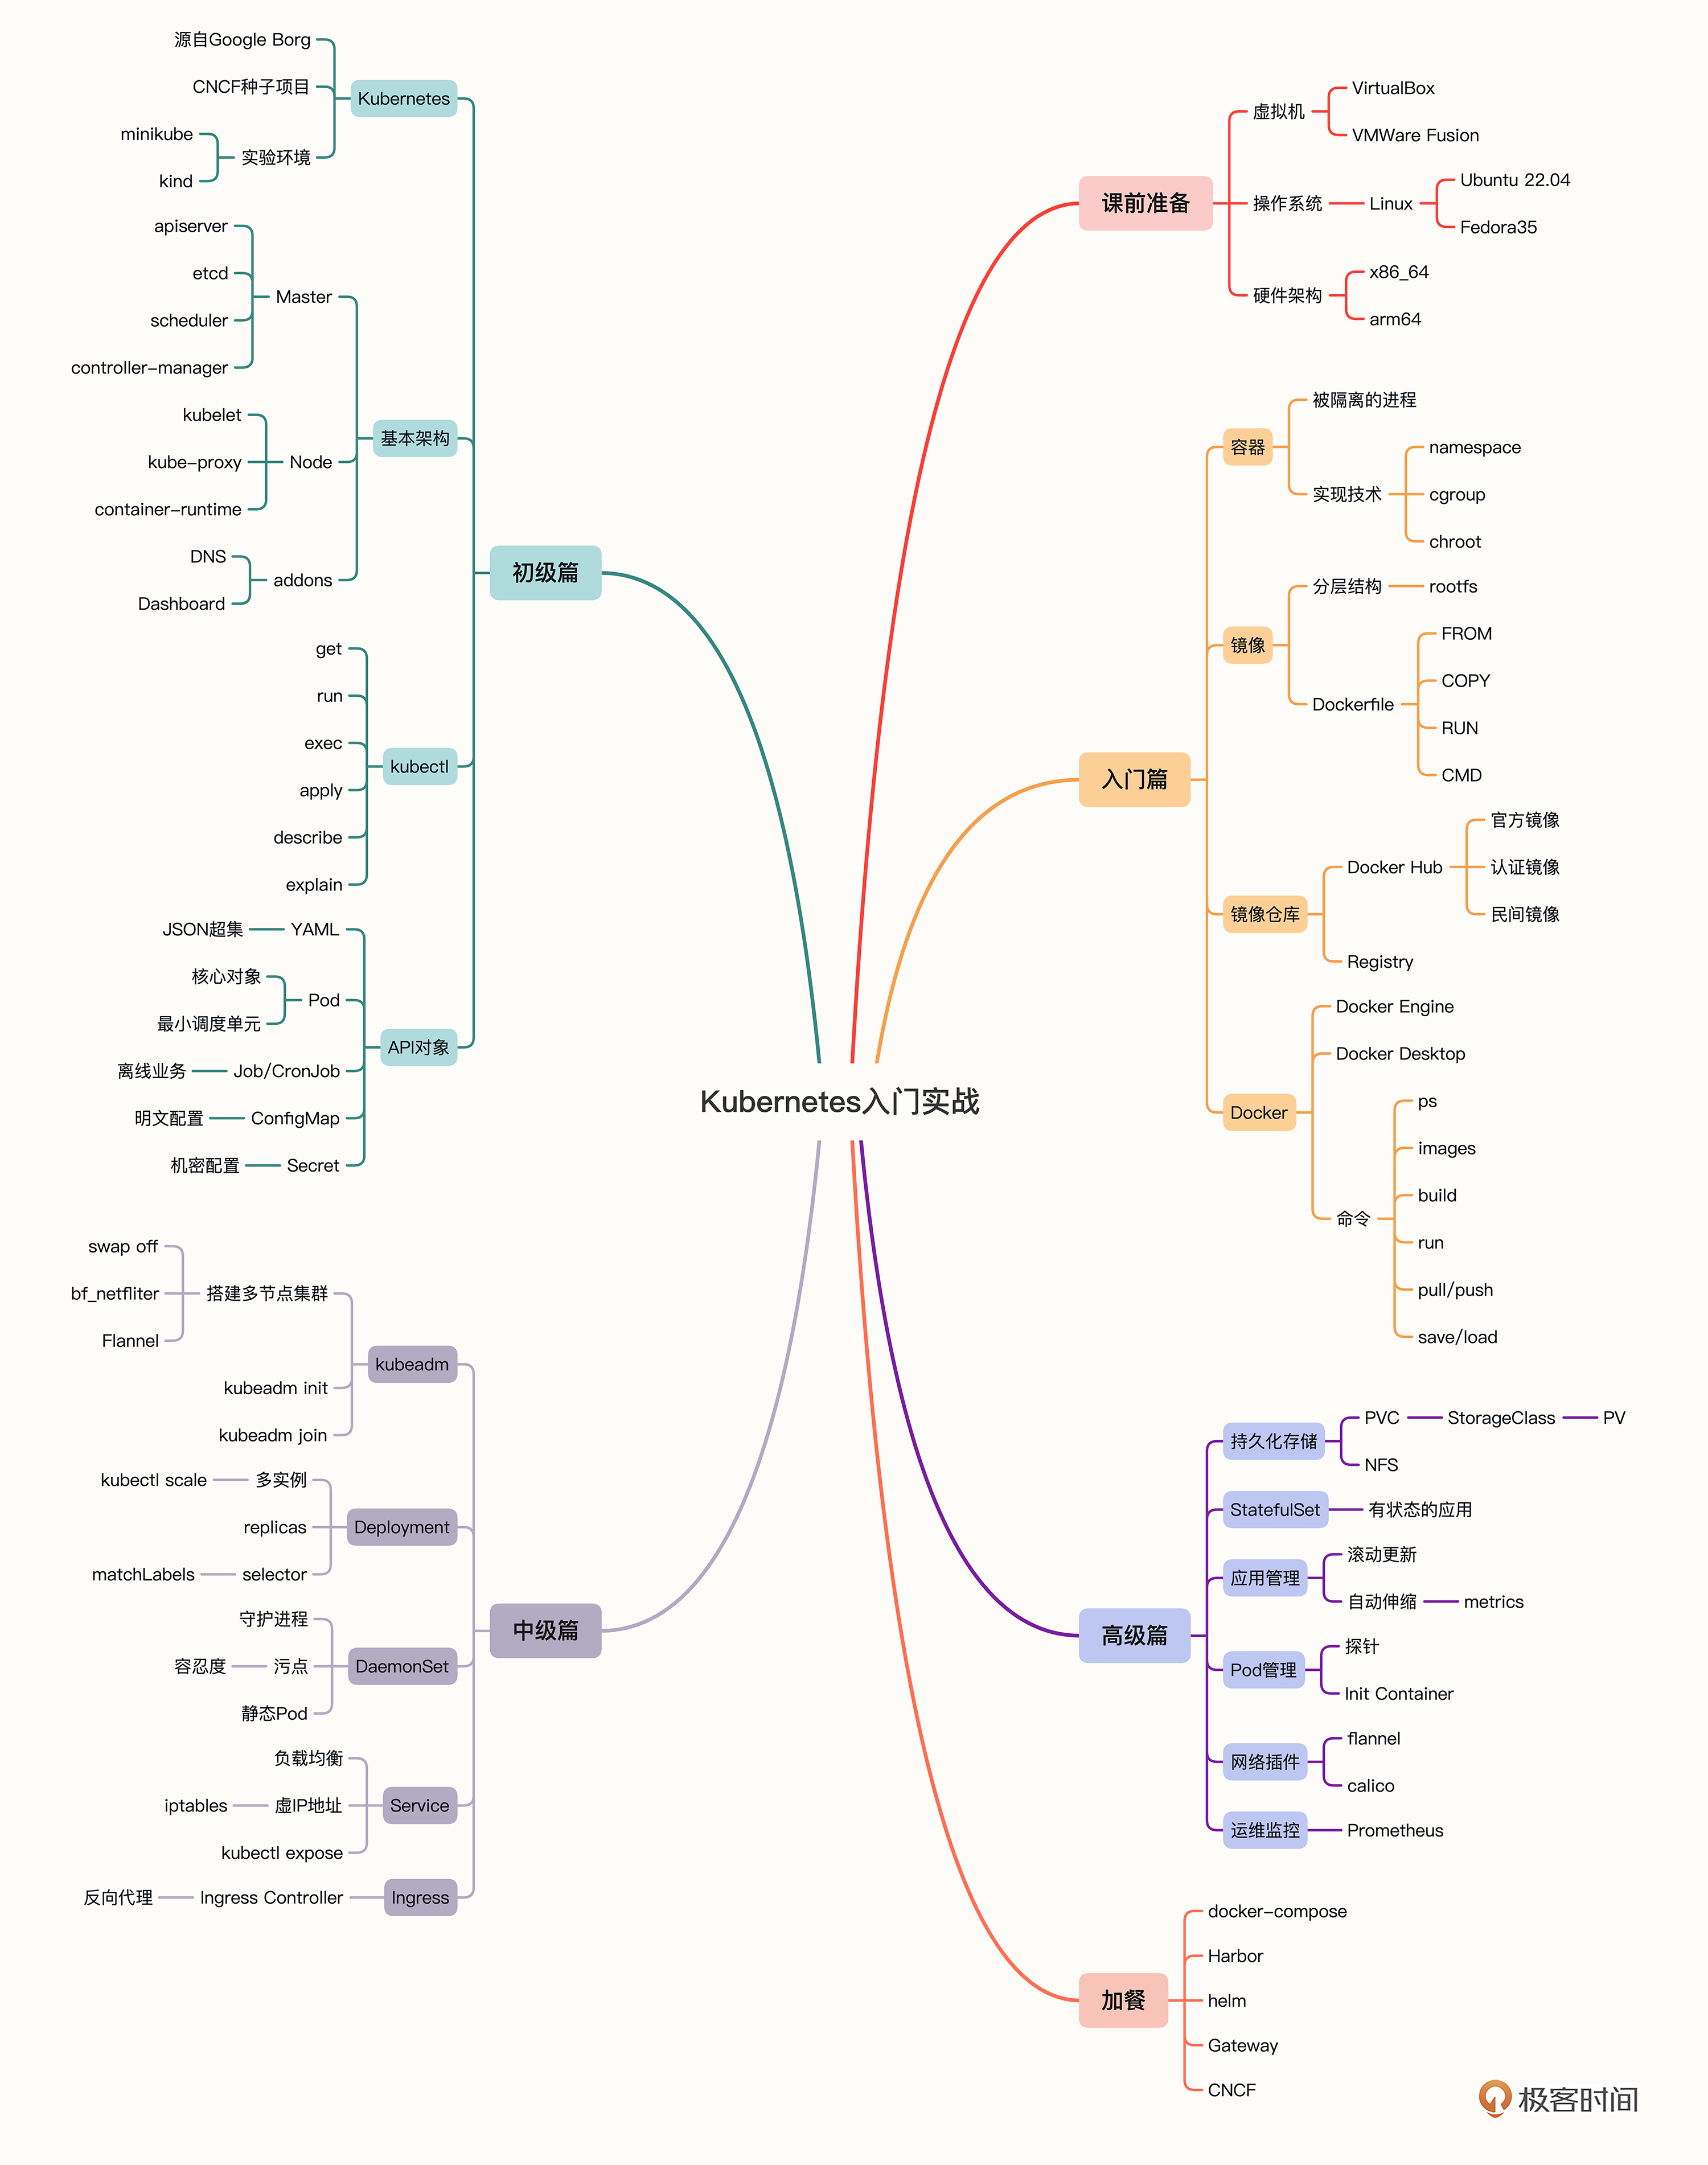 Kubernetes入门实战
课前准备
虚拟机
VirtualBox
VMWare Fusion
操作系统
Linux
Ubuntu 22.04
Fedora35
硬件架构
x86_64
arm64
入门篇
容器
被隔离的进程
实现技术
namespace
cgroup
chroot
镜像
分层结构
rootfs
Dockerfile
FROM
COPY
RUN
CMD
镜像仓库
Docker Hub
官方镜像
认证镜像
民间镜像
Registry
Docker
Docker Engine
Docker Desktop
命令
ps
images
build
run
pull/push
save/load
初级篇
Kubernetes
源自Google Borg
CNCF种子项目
实验环境
minikube
kind
基本架构
Master
apiserver
etcd
scheduler
controller-manager
Node
kubelet
kube-proxy
container-runtime
addons
DNS
Dashboard
kubectl
get
run
exec
apply
describe
explain
API对象
YAML
JSON超集
Pod
核心对象
最小调度单元
Job/CronJob
离线业务
ConfigMap
明文配置
Secret
机密配置
中级篇
kubeadm
搭建多节点集群
swap off
bf_netfliter
Flannel
kubeadm init
kubeadm join
Deployment
多实例
kubectl scale
replicas
selector
matchLabels
DaemonSet
守护进程
污点
容忍度
静态Pod
Service
负载均衡
虚IP地址
iptables
kubectl expose
Ingress
Ingress Controller
反向代理
高级篇
持久化存储
PVC
StorageClass
PV
NFS
StatefulSet
有状态的应用
应用管理
滚动更新
自动伸缩
metrics
Pod管理
探针
Init Container
网络插件
flannel
calico
运维监控
Prometheus
加餐
docker-compose
Harbor
helm
Gateway
CNCF
极客时间